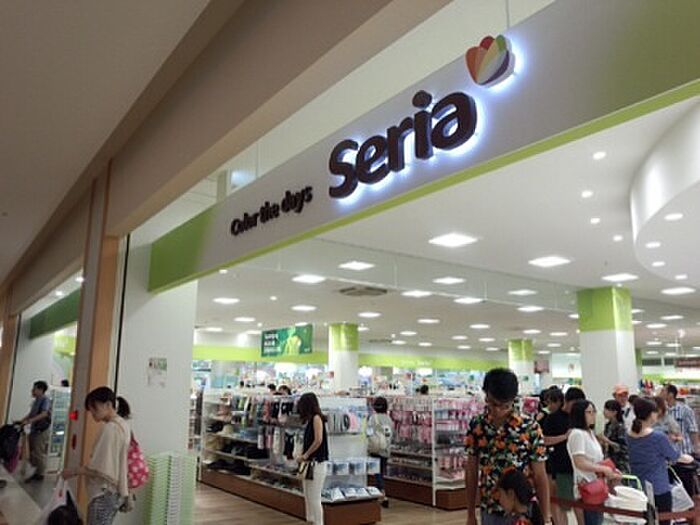 Color the days Seria